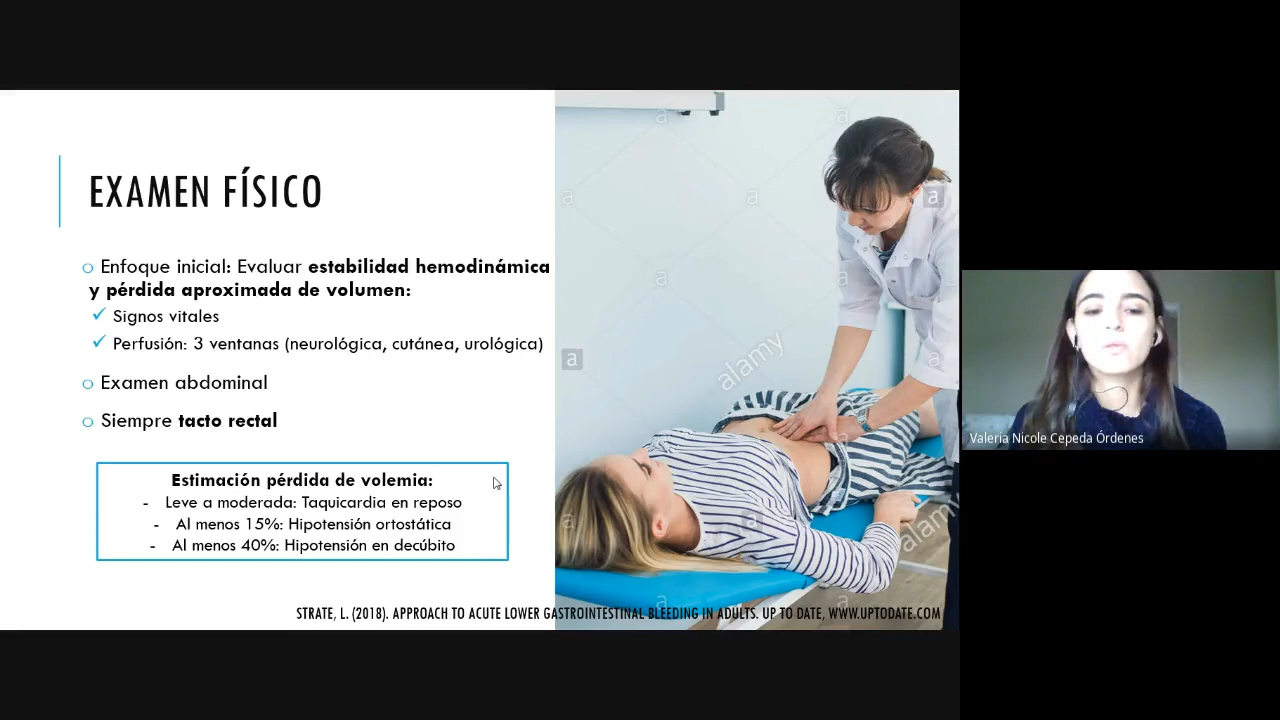 EXAMEN FÍSICO
Enfoque inicial: Evaluar estabilidad hemodinámica
y pérdida aproximada de volumen:
Signos vitales
Perfusión: 3 ventanas (neurológica, cutánea, urológica)
Examen abdominal
Siempre tacto rectal
Estimación pérdida de volemia:
- Leve a moderada: Taquicardia en reposo
- Al menos 15%: Hipotensión ortostática
- Al menos 40%: Hipotensión en decúbito
STRATE, L. (2018). APPROACH TO ACUTE LOWER GASTROINTESTINAL BLEEDING IN ADULTS. UP TO DATE, WWW.UPTODATE.COM
a
a
a
a
a
a
a
a
a
alamy
a
a
a
alamy
a
a
Valeria Nicole Cepeda Órdenes